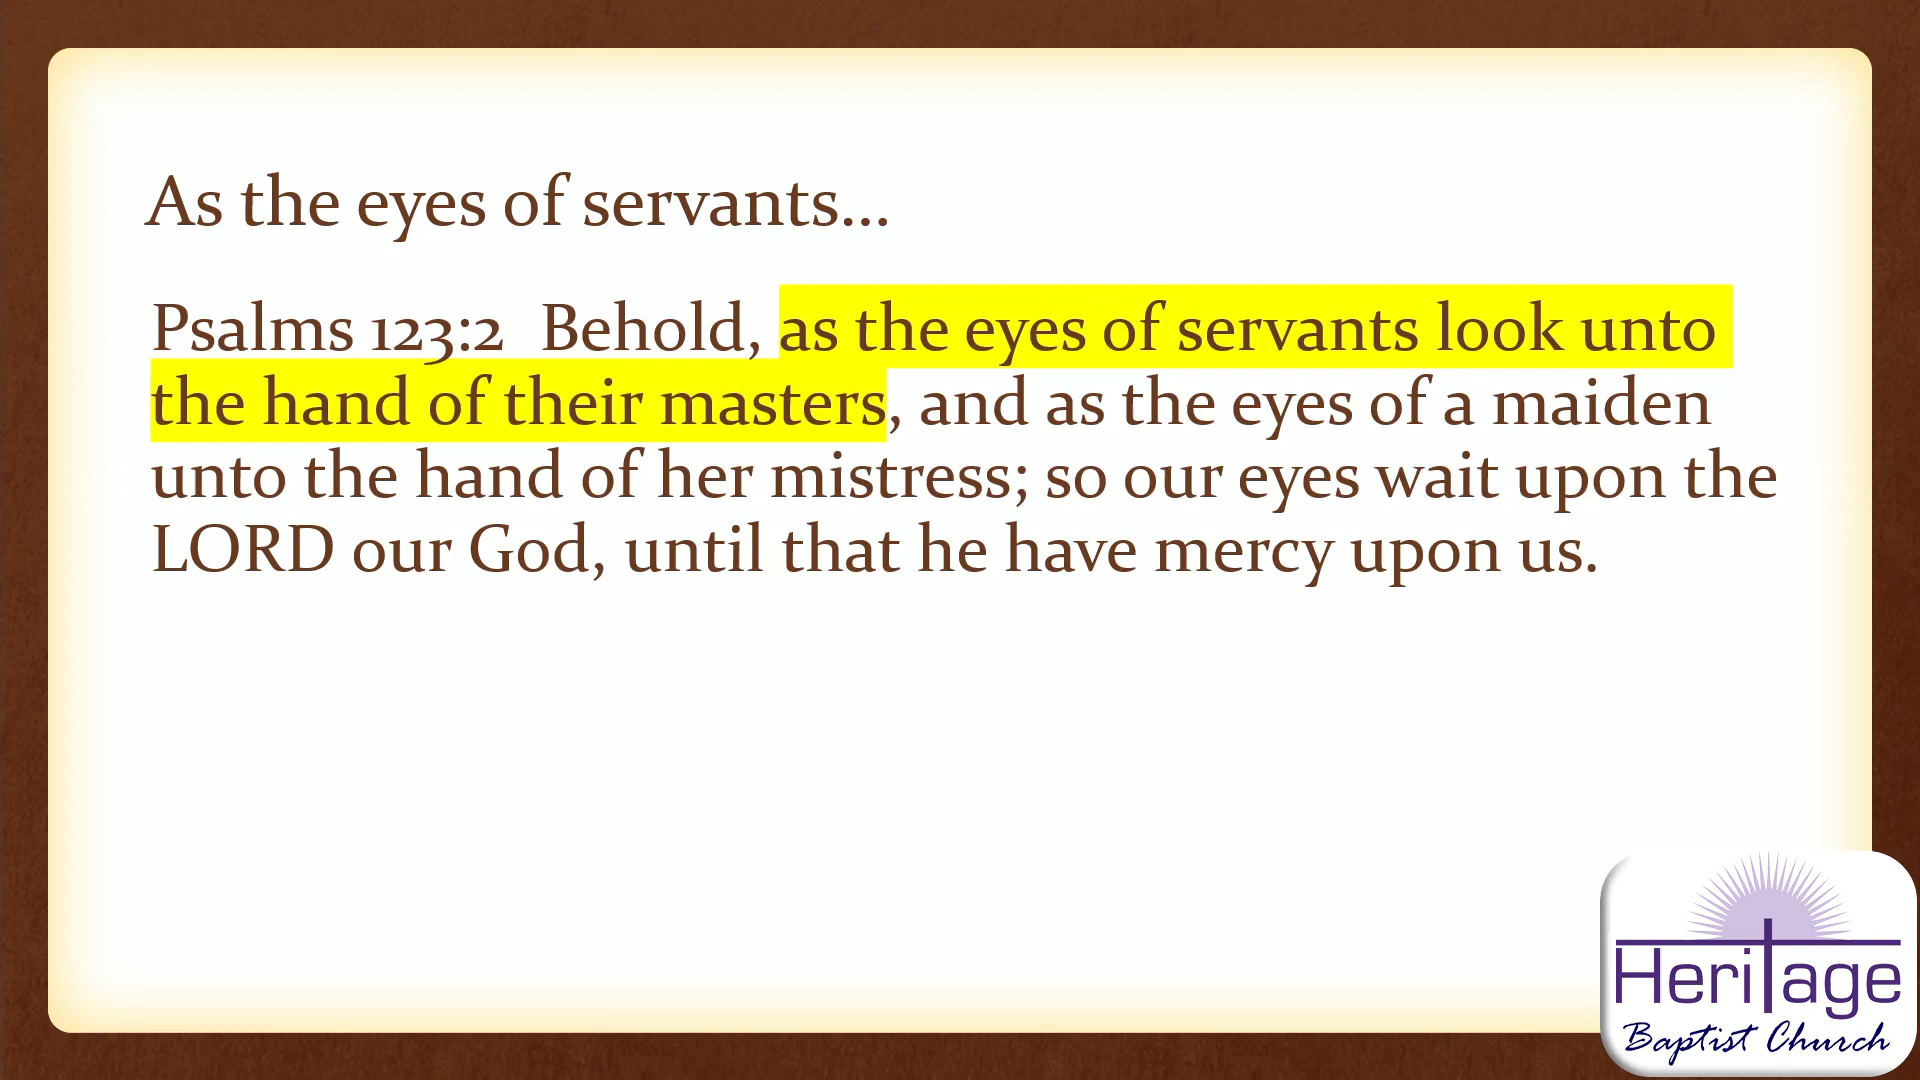 As the eyes of servants...
Psalms 123:2  Behold, as the eyes of servants look unto
the hand of their masters, and as the eyes of a maiden
unto the hand of her mistress; so our eyes wait upon the
LORD our God, until that he have mercy upon us.
Heritage
Baptist Church